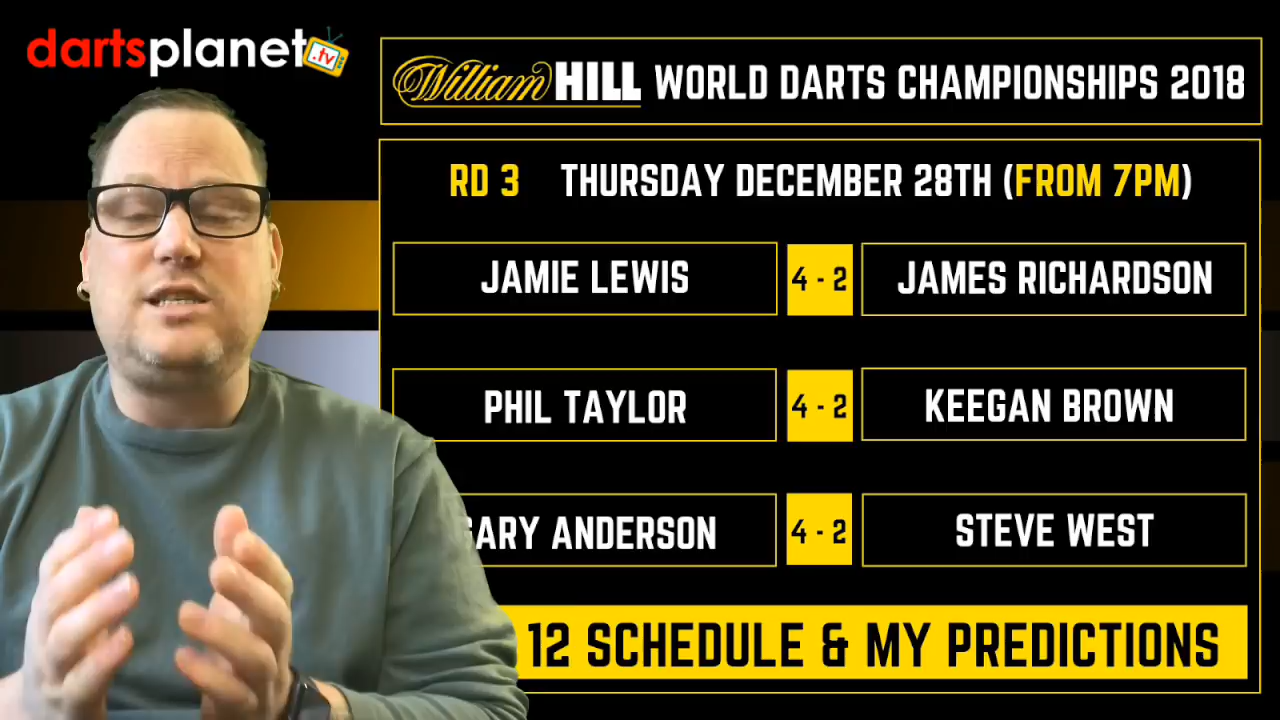 dartsplanet
.tv
William HILL WORLD DARTS CHAMPIONSHIPS 2018
RD 3 THURSDAY DECEMBER 28TH (FROM 7PM)
JAMIE LEWIS 4 - 2 JAMES RICHARDSON
PHIL TAYLOR 4 - 2 KEEGAN BROWN
GARY ANDERSON 4 - 2 STEVE WEST
12 SCHEDULE & MY PREDICTIONS